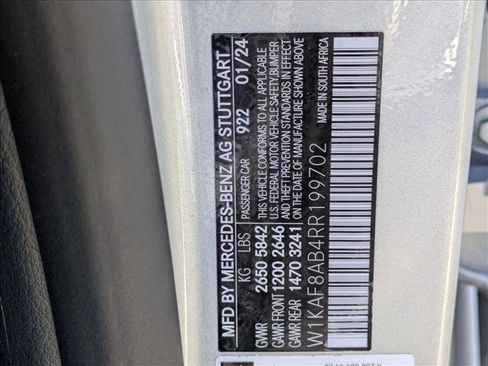 MFD BY MERCEDES-BENZ AG STUTTGART
KG LBS PASSENGER CAR 922 01/24
GWWR 2650 5842 THIS VEHICLE CONFORMS TO ALL APPLICABLE
GAWR FRONT 1200 2646 U.S. FEDERAL MOTOR VEHICLE SAFETY, BUMPER
AND THEFT PREVENTION STANDARDS IN EFFECT
GAWR REAR 1470 3241 ON THE DATE OF MANUFACTURE SHOWN ABOVE
W1KAF8AB4RR199702 MADE IN SOUTH AFRICA